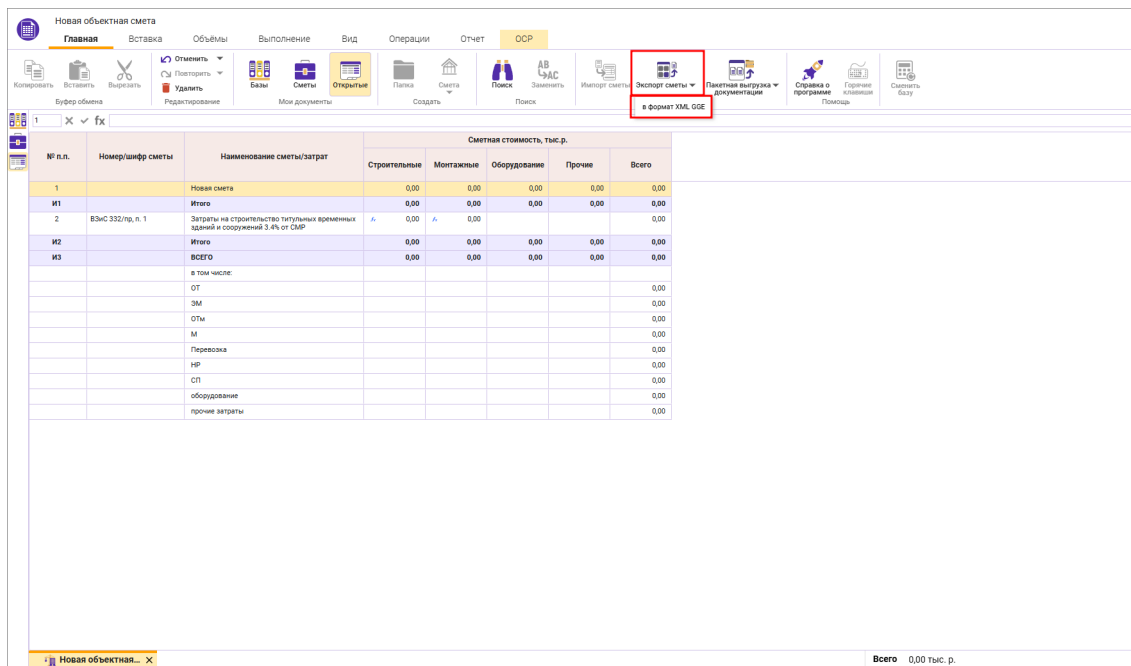 Новая объектная смета
Главная Вставка Объёмы Выполнение Вид Операции Отчет ОСР
Копировать Вставить Вырезать
Буфер обмена
Отменить
Повторить
Удалить
Редактирование
Базы Сметы Открытые
Мои документы
Папка Смета
Создать
AB
AC
Поиск Заменить
Поиск
Импорт сметы Экспорт сметы
Пакетная выгрузка
документации
Справка о
программе
Горячие
клавиши
Помощь
Сменить
базу
в формат XML GGE
1 fx
№ п.п. Номер/шифр сметы Наименование сметы/затрат Сметная стоимость, тыс.р.
Строительные Монтажные Оборудование Прочие Всего
1 Новая смета 0,00 0,00 0,00 0,00 0,00
И1 Итого 0,00 0,00 0,00 0,00 0,00
2 ВЗиС 332/пр, п. 1 Затраты на строительство титульных временных
зданий и сооружений 3,4% от СМР 0,00 0,00 0,00
И2 Итого 0,00 0,00 0,00 0,00 0,00
И3 ВСЕГО 0,00 0,00 0,00 0,00 0,00
в том числе:
ОТ 0,00
ЭМ 0,00
ОТм 0,00
М 0,00
Перевозка 0,00
НР 0,00
СП 0,00
оборудование 0,00
прочие затраты 0,00
Новая объектная...
Всего 0,00 тыс. р.